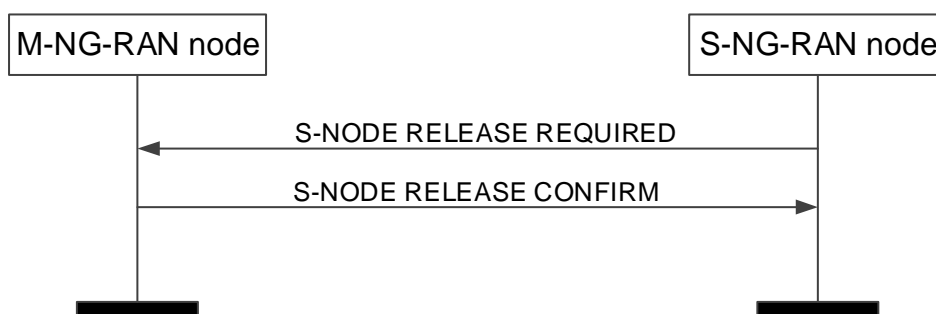 M-NG-RAN node
S-NG-RAN node
S-NODE RELEASE REQUIRED
S-NODE RELEASE CONFIRM